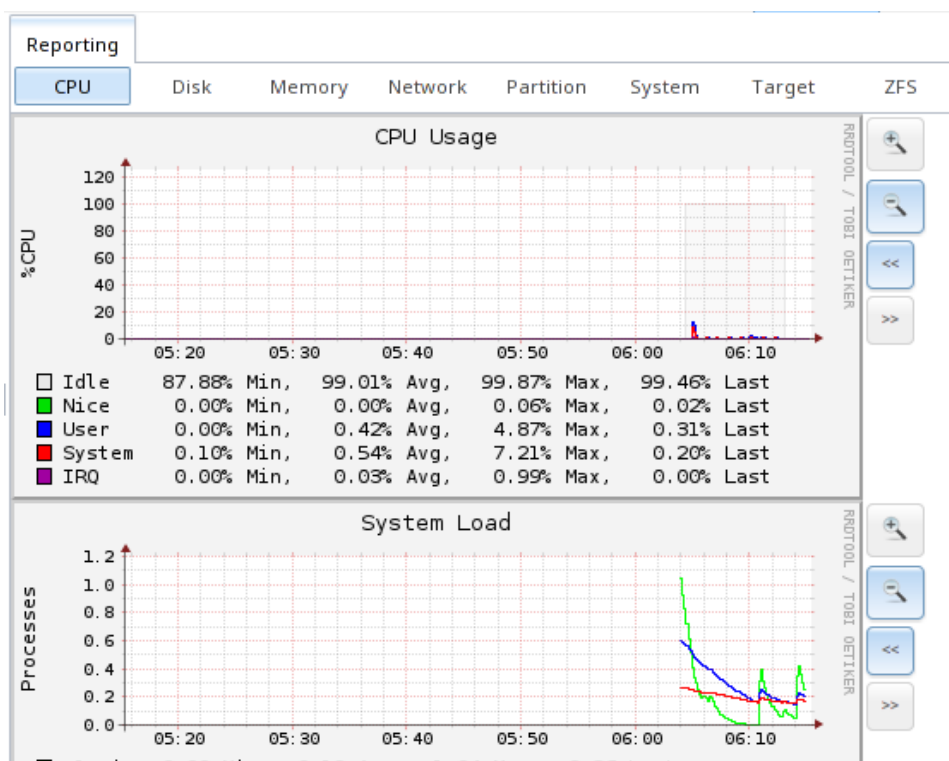 Reporting
CPU Disk Memory Network Partition System Target ZFS
CPU Usage
RRDTOOL / TOBI OETIKER
%CPU
120
100
80
60
40
20
0
05:20 05:30 05:40 05:50 06:00 06:10
Idle 87.88% Min, 99.01% Avg, 99.87% Max, 99.46% Last
Nice 0.00% Min, 0.00% Avg, 0.06% Max, 0.02% Last
User 0.00% Min, 0.42% Avg, 4.87% Max, 0.31% Last
System 0.10% Min, 0.54% Avg, 7.21% Max, 0.20% Last
IRQ 0.00% Min, 0.03% Avg, 0.99% Max, 0.00% Last
<<
>>
System Load
RRDTOOL / TOBI OETIKER
Processes
1.2
1.0
0.8
0.6
0.4
0.2
0.0
05:20 05:30 05:40 05:50 06:00 06:10
<<
>>